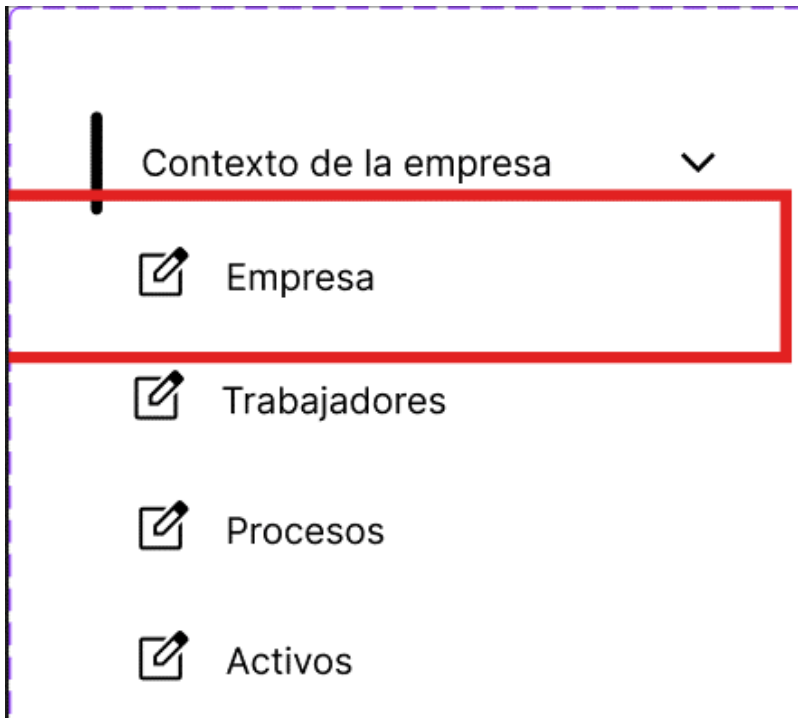 Contexto de la empresa
Empresa
Trabajadores
Procesos
Activos